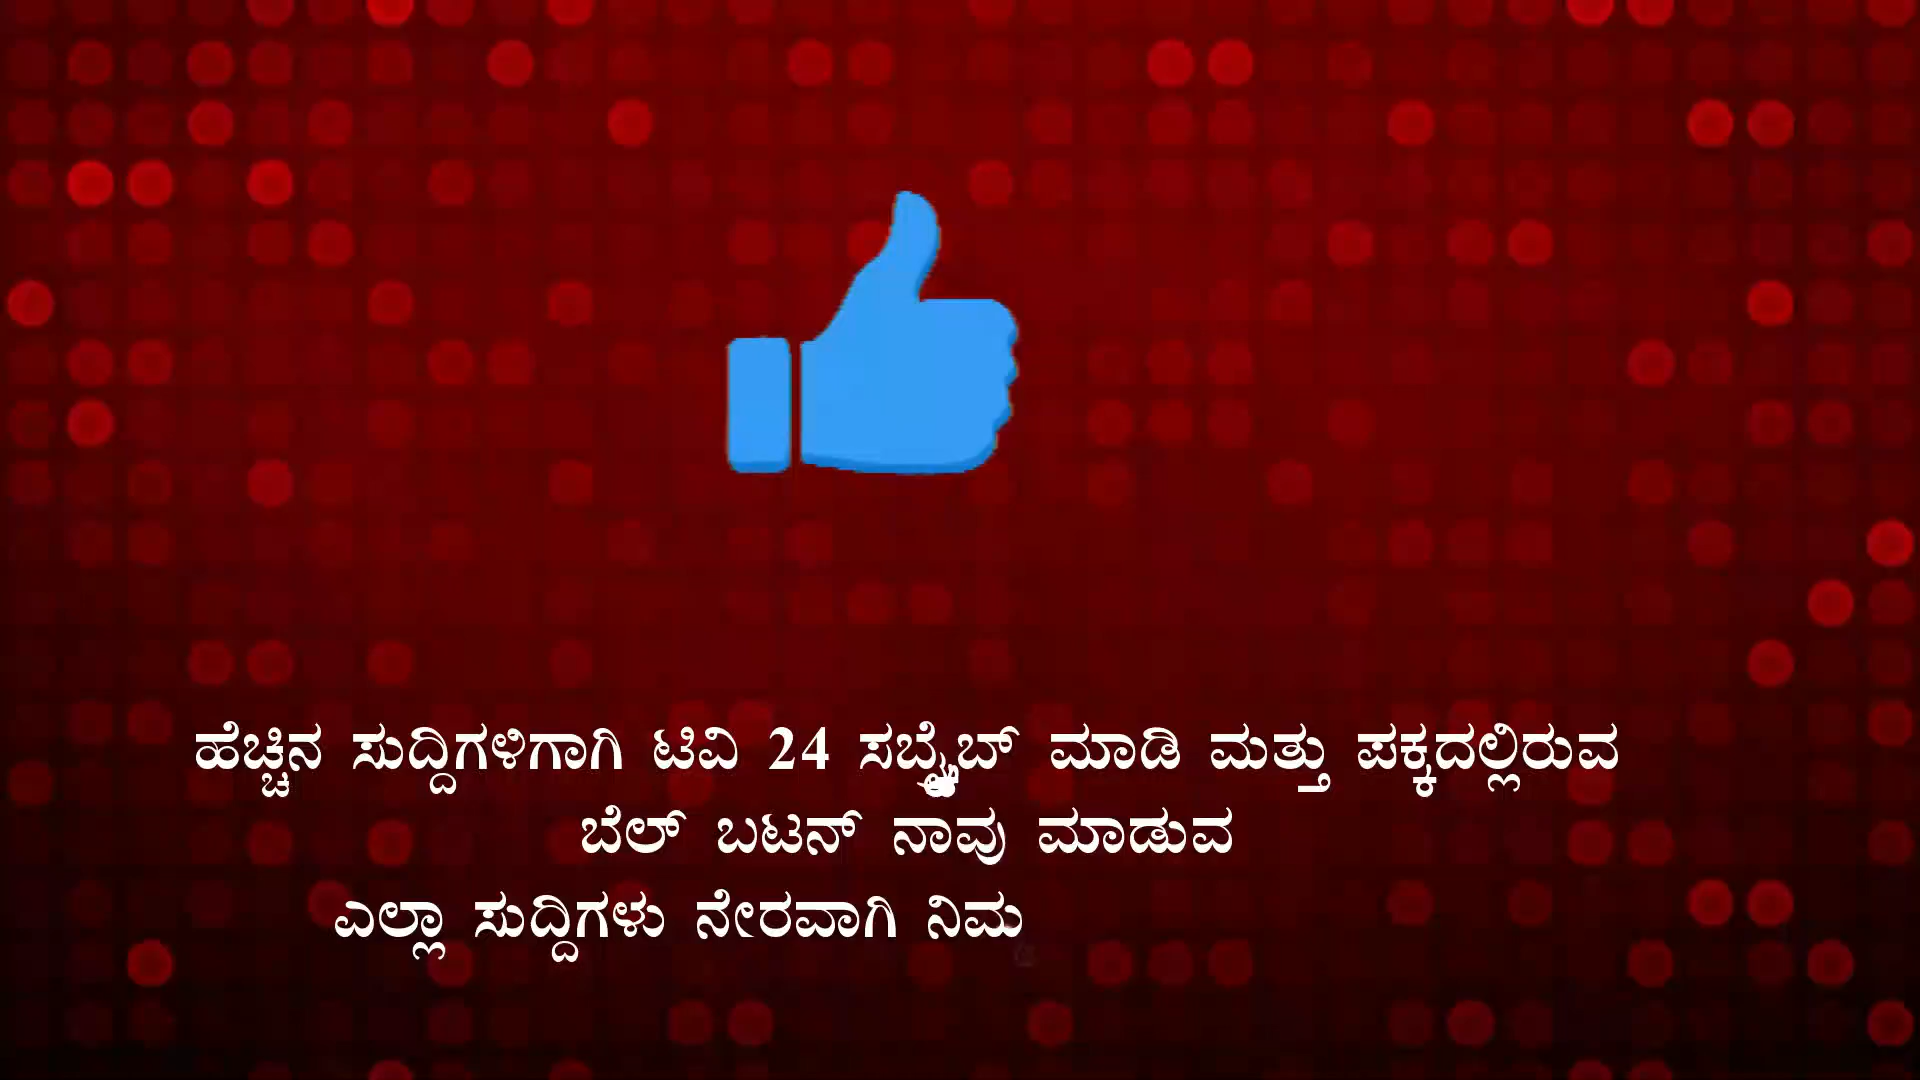 ಹೆಚ್ಚಿನ ಸುದ್ದಿಗಳಿಗಾಗಿ ಟಿವಿ 24 ಸಬ್ಸ್ಕ್ರೈಬ್ ಮಾಡಿ ಮತ್ತು ಪಕ್ಕದಲ್ಲಿರುವ
ಬೆಲ್ ಬಟನ್ ನಾವು ಮಾಡುವ
ಎಲ್ಲಾ ಸುದ್ದಿಗಳು ನೇರವಾಗಿ ನಿಮ